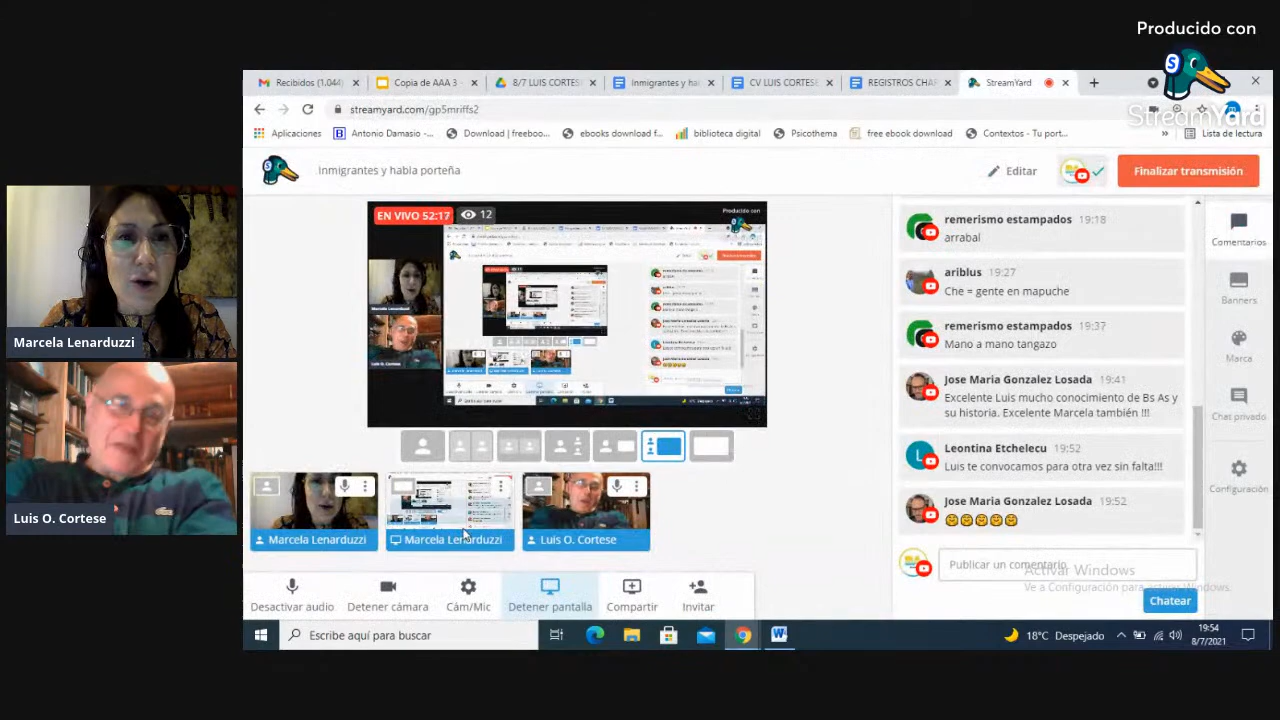 Producido con
StreamYard
Recibidos (1.044)
Copia de AAA 3 -
8/7 LUIS CORTES
Inmigrantes y ha
CV LUIS CORTESE
REGISTROS CHAR
StreamYard
streamyard.com/gp5mriffs2
Aplicaciones
Antonio Damasio -...
Download | freeboo...
ebooks download f...
biblioteca digital
Psicothema
free ebook download
Contextos - Tu port...
»
Lista de lectura
Inmigrantes y habla porteña
Editar
Finalizar transmisión
EN VIVO 52:17
12
Producido con
Marcela Lenarduzzi
Luis O. Cortese
remerismo estampados 19:18
arrabal
ariblus 19:27
Che = gente en mapuche
remerismo estampados 19:37
Mano a mano tangazo
Jose Maria Gonzalez Losada 19:41
Excelente Luis mucho conocimiento de Bs As y
su historia. Excelente Marcela también !!!
Leontina Etchelecu 19:52
Luis te convocamos para otra vez sin falta!!!
Jose Maria Gonzalez Losada 19:52
Comentarios
Banners
Marca
Chat privado
Configuración
Marcela Lenarduzzi
Luis O. Cortese
Marcela Lenarduzzi
Marcela Lenarduzzi
Luis O. Cortese
Publicar un comentario
Activar Windows
Ve a Configuración para activar Windows.
Chatear
Desactivar audio
Detener cámara
Cám/Mic
Detener pantalla
Compartir
Invitar
Escribe aquí para buscar
18°C Despejado
19:54
8/7/2021